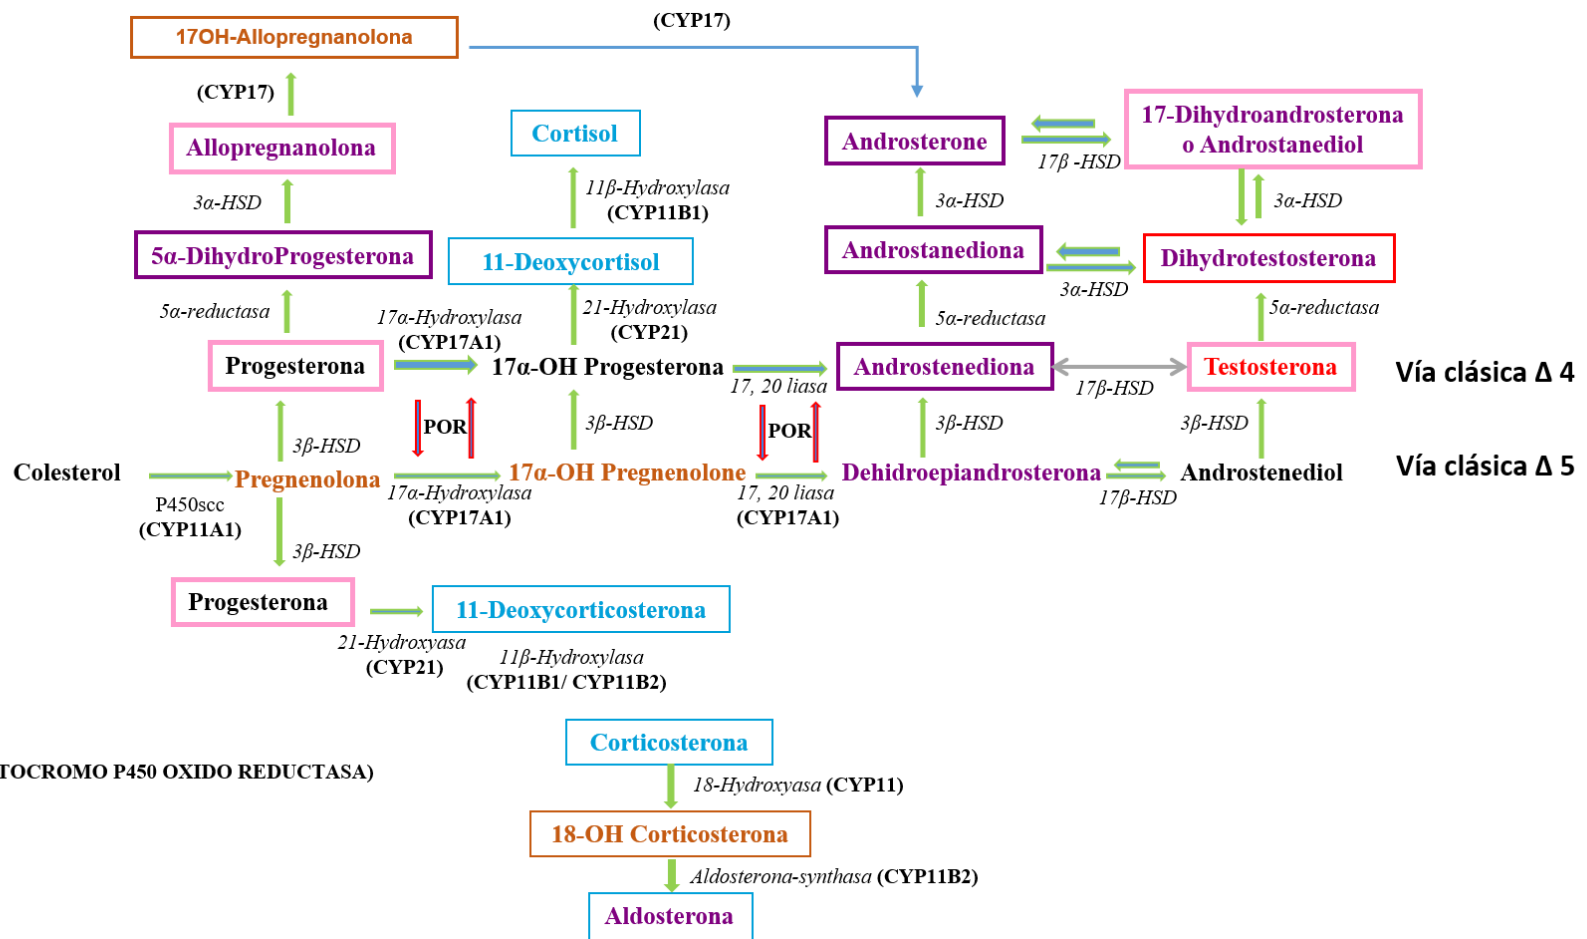 (CYP17)
17OH-Allopregnanolona
(CYP17)
Allopregnanolona
3α-HSD
5α-DihydroProgesterona
5α-reductasa
Progesterona
17α-Hydroxylasa
(CYP17A1)
Cortisol
11β-Hydroxylasa
(CYP11B1)
11-Deoxycortisol
21-Hydroxylasa
(CYP21)
17α-OH Progesterona
17, 20 liasa
Androsterone
17β -HSD
17-Dihydroandrosterona
o Androstanediol
3α-HSD
3α-HSD
Androstanediona
3α-HSD
Dihydrotestosterona
5α-reductasa
5α-reductasa
Androstenediona
17β-HSD
Testosterona
Vía clásica Δ 4
3β-HSD
POR
3β-HSD
POR
3β-HSD
3β-HSD
Colesterol
P450scc
(CYP11A1)
Pregnenolona
17α-Hydroxylasa
(CYP17A1)
17α-OH Pregnenolone
17, 20 liasa
(CYP17A1)
Dehidroepiandrosterona
17β-HSD
Androstenediol
Vía clásica Δ 5
3β-HSD
Progesterona
21-Hydroxyasa
(CYP21)
11-Deoxycorticosterona
11β-Hydroxylasa
(CYP11B1/ CYP11B2)
Corticosterona
TOCROMO P450 OXIDO REDUCTASA)
18-Hydroxyasa (CYP11)
18-OH Corticosterona
Aldosterona-synthasa (CYP11B2)
Aldosterona